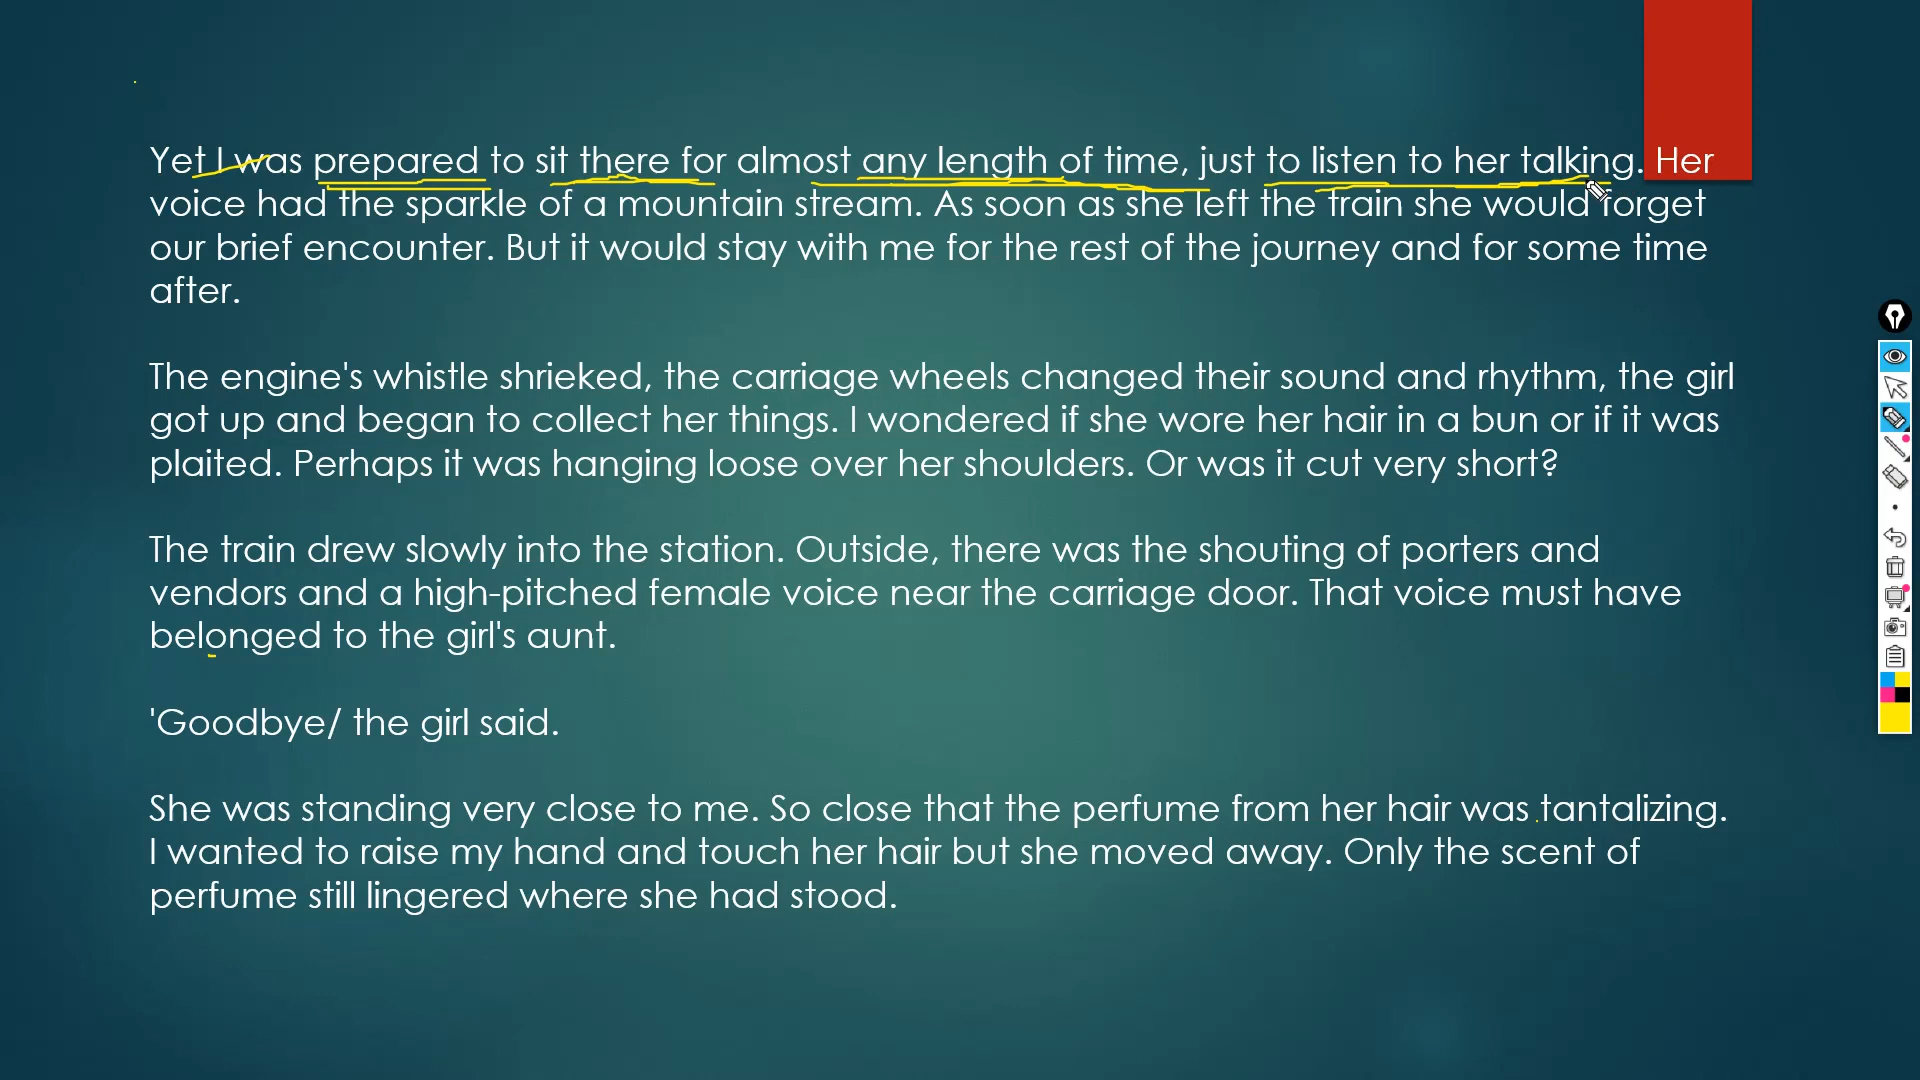 Yet I was prepared to sit there for almost any length of time, just to listen to her talking. Her
voice had the sparkle of a mountain stream. As soon as she left the train she would forget
our brief encounter. But it would stay with me for the rest of the journey and for some time
after.
The engine's whistle shrieked, the carriage wheels changed their sound and rhythm, the girl
got up and began to collect her things. I wondered if she wore her hair in a bun or if it was
plaited. Perhaps it was hanging loose over her shoulders. Or was it cut very short?
The train drew slowly into the station. Outside, there was the shouting of porters and
vendors and a high-pitched female voice near the carriage door. That voice must have
belonged to the girl's aunt.
'Goodbye/ the girl said.
She was standing very close to me. So close that the perfume from her hair was tantalizing.
I wanted to raise my hand and touch her hair but she moved away. Only the scent of
perfume still lingered where she had stood.